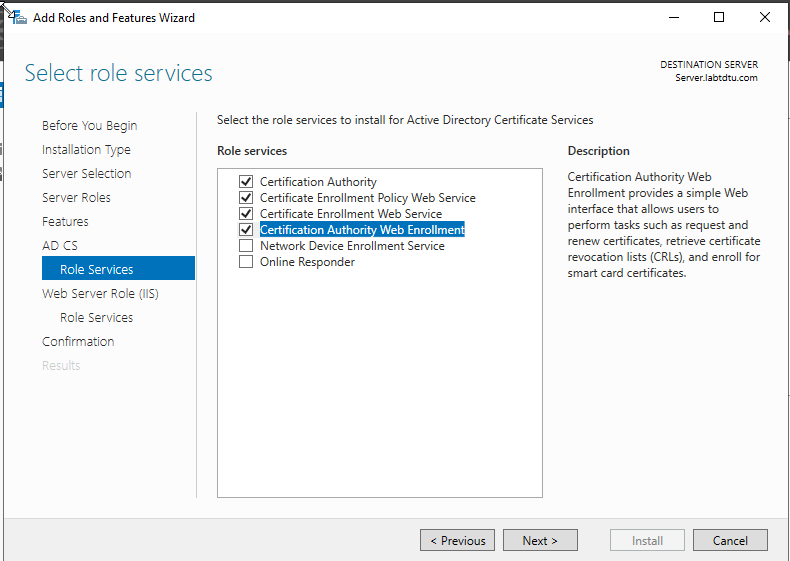 Add Roles and Features Wizard
Select role services
DESTINATION SERVER
Server.labtdtu.com
Before You Begin
Installation Type
Server Selection
Server Roles
Features
AD CS
Role Services
Web Server Role (IIS)
Role Services
Confirmation
Results
Select the role services to install for Active Directory Certificate Services
Role services
Certification Authority
Certificate Enrollment Policy Web Service
Certificate Enrollment Web Service
Certification Authority Web Enrollment
Network Device Enrollment Service
Online Responder
Description
Certification Authority Web
Enrollment provides a simple Web
interface that allows users to
perform tasks such as request and
renew certificates, retrieve certificate
revocation lists (CRLs), and enroll for
smart card certificates.
< Previous
Next >
Install
Cancel